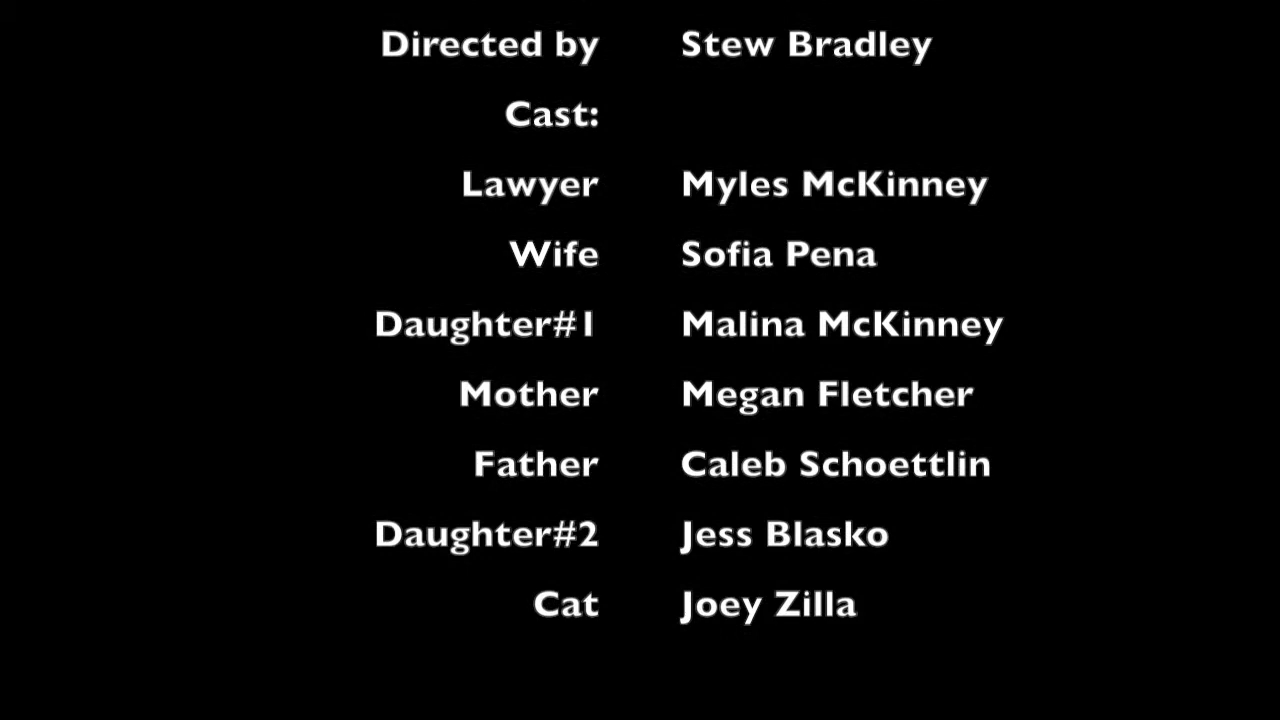 Directed by Stew Bradley
Cast:
Lawyer Myles McKinney
Wife Sofia Pena
Daughter#1 Malina McKinney
Mother Megan Fletcher
Father Caleb Schoettlin
Daughter#2 Jess Blasko
Cat Joey Zilla